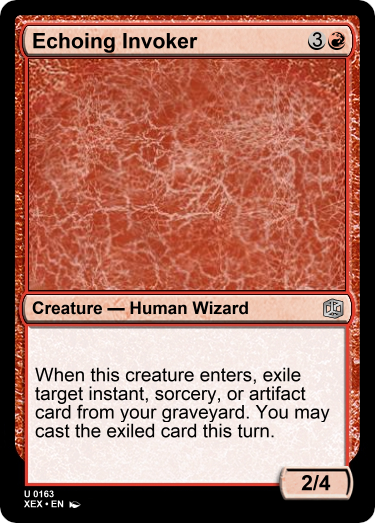 Echoing Invoker 3
Creature — Human Wizard
When this creature enters, exile
target instant, sorcery, or artifact
card from your graveyard. You may
cast the exiled card this turn.
2/4
U 0163
XEX • EN